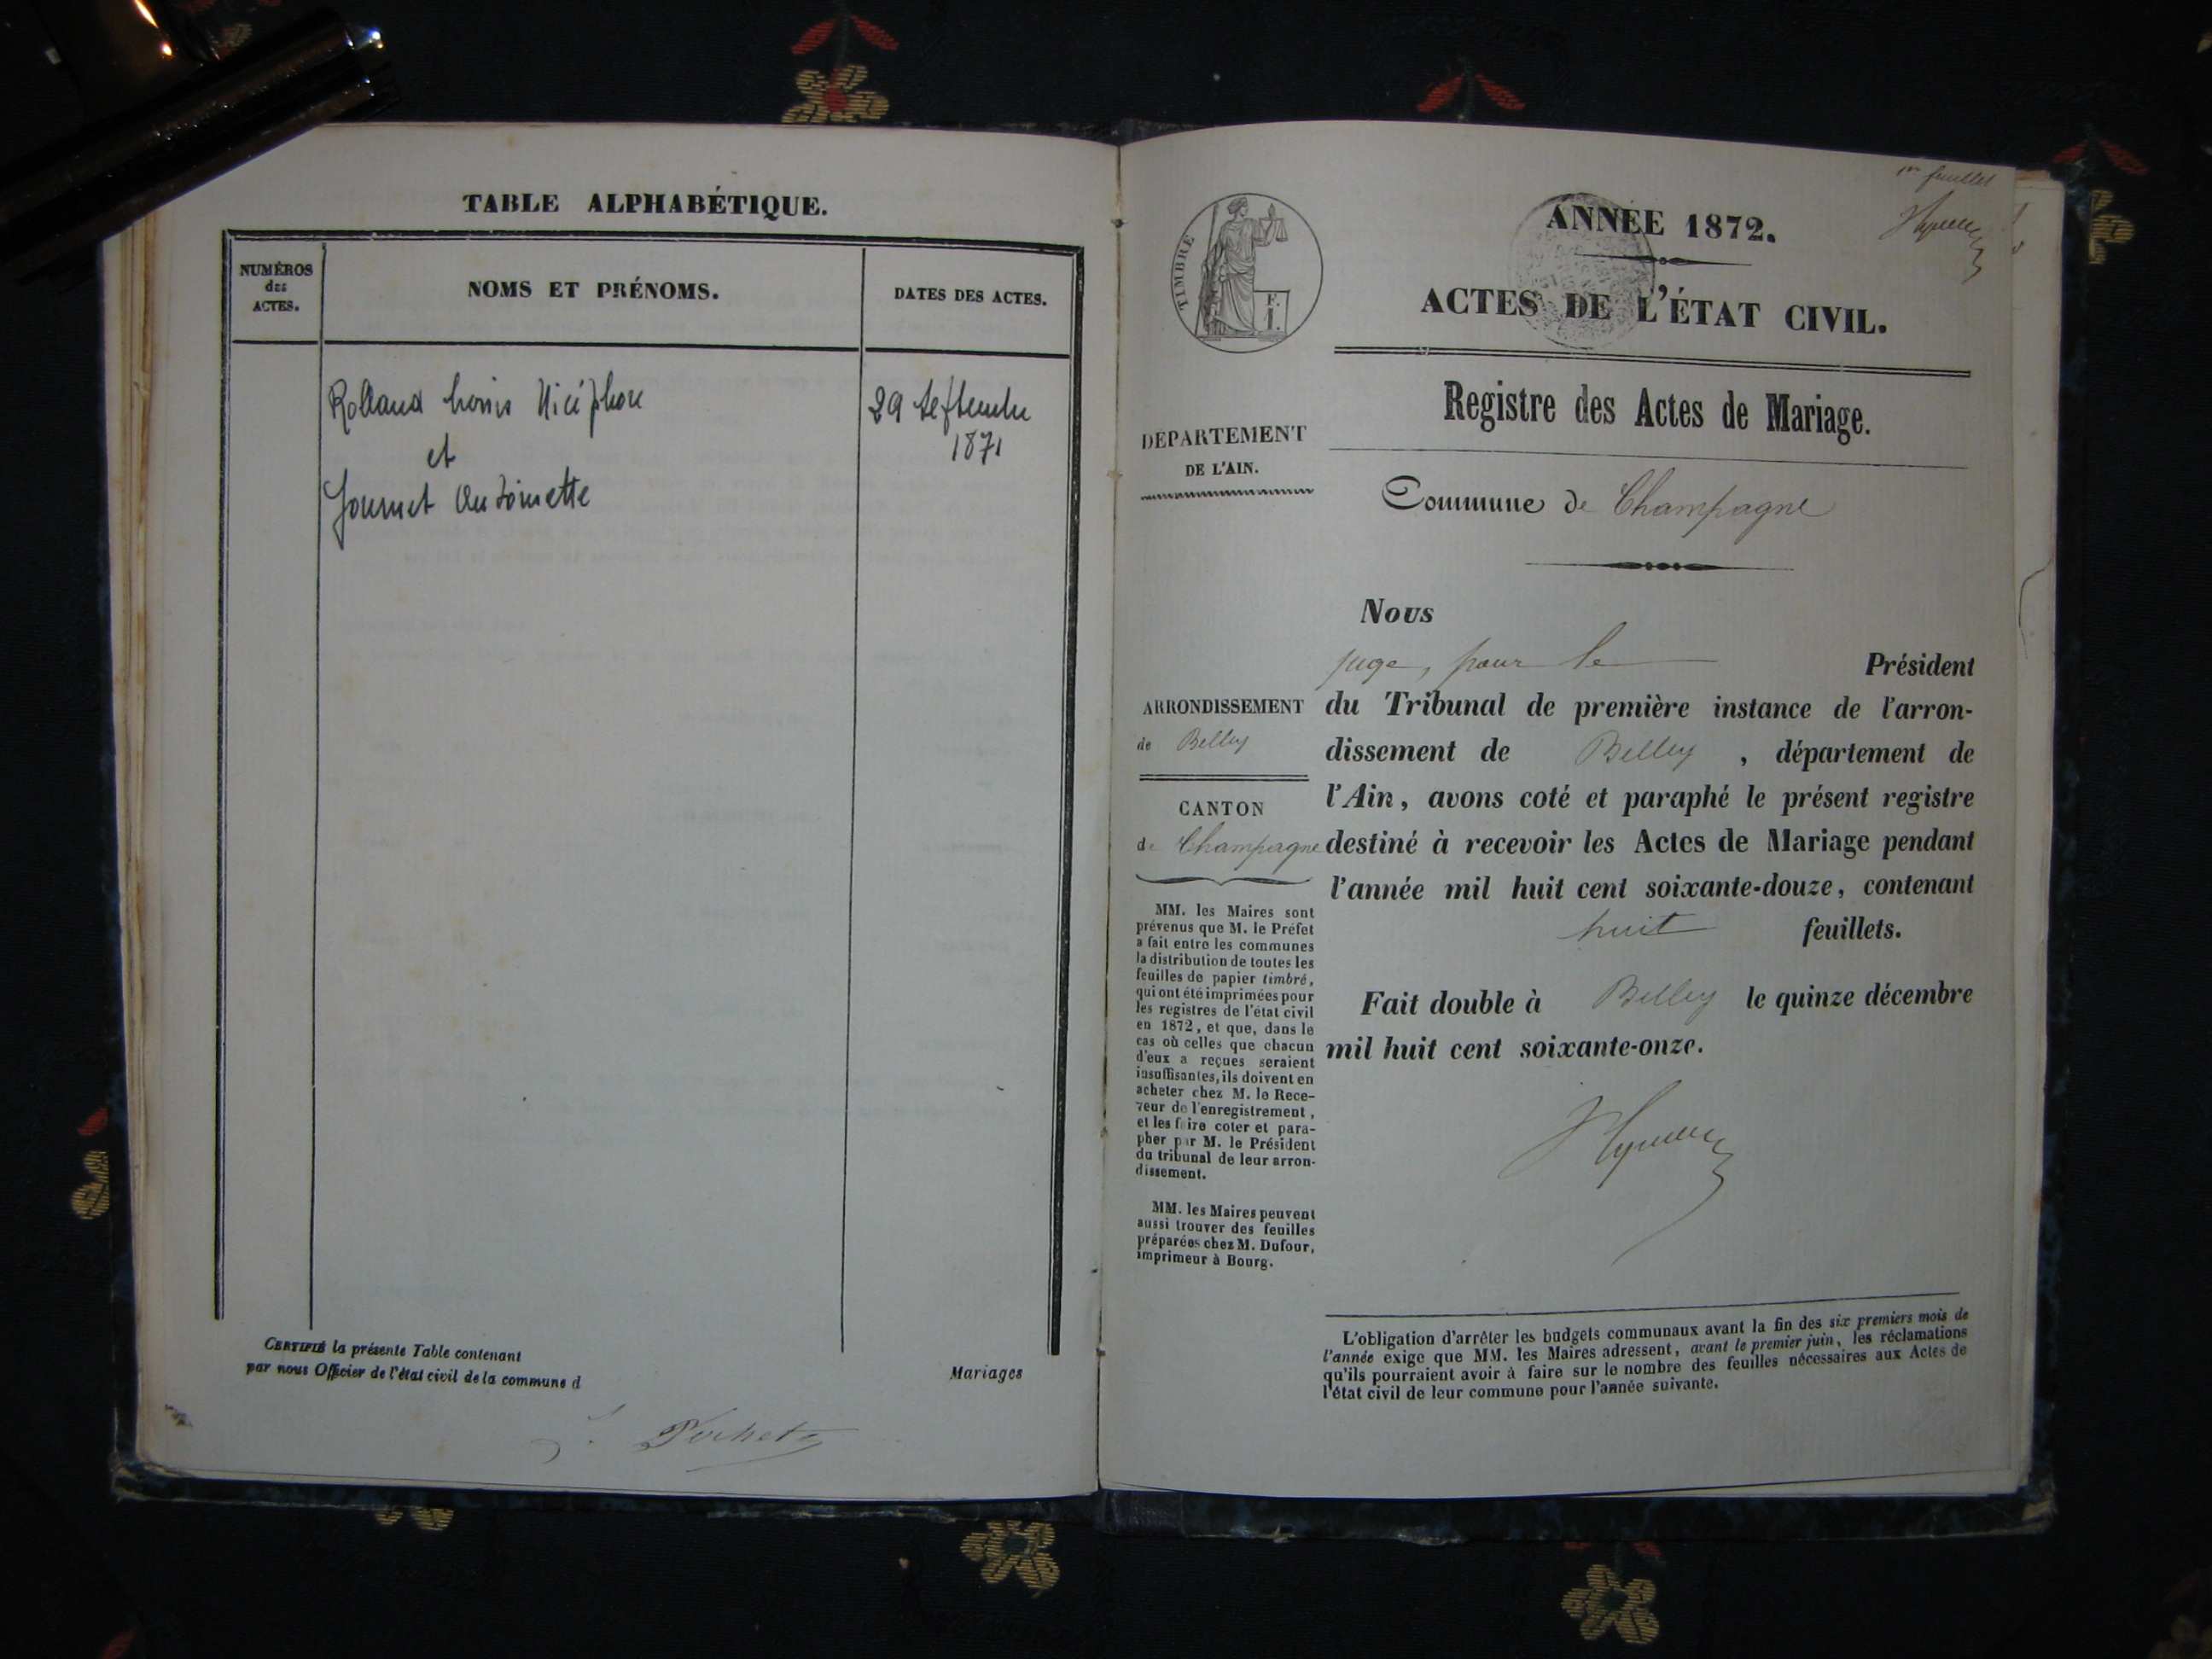 TABLE ALPHABÉTIQUE.
NUMÉROS
des
ACTES.
NOMS ET PRÉNOMS.
DATES DES ACTES.
Rolland Louis Nicéphore
29 Septembre
1871
et
Journet Antoinette
CERTIFIÉ la présente Table contenant
Mariages
par nous Officier de l'état civil de la commune d
1er feuillet
TIMBRE
ANNÉE 1872.
ACTES DE L'ÉTAT CIVIL.
Registre des Actes de Mariage.
DÉPARTEMENT
DE L'AIN.
Commune de Champagne
ARRONDISSEMENT
de Belley
CANTON
de Champagne
MM. les Maires sont
prévenus que M. le Préfet
a fait entre les communes
la distribution de toutes les
feuilles de papier timbré,
qui ont été imprimées pour
les registres de l'état civil
en 1872, et que, dans le
cas où celles que chacun
d'eux a reçues seraient
insuffisantes, ils doivent en
acheter chez M. le Rece-
veur de l'enregistrement,
et les faire coter et para-
pher par M. le Président
du tribunal de leur arron-
dissement.
MM. les Maires peuvent
aussi trouver des feuilles
préparées chez M. Dufour,
imprimeur à Bourg.
Nous
juge, pour le Président
du Tribunal de première instance de l'arron-
dissement de Belley, département de
l'Ain, avons coté et paraphé le présent registre
destiné à recevoir les Actes de Mariage pendant
l'année mil huit cent soixante-douze, contenant
huit feuillets.
Fait double à Belley le quinze décembre
mil huit cent soixante-onze.
L'obligation d'arrêter les budgets communaux avant la fin des six premiers mois de
l'année exige que MM. les Maires adressent, avant le premier juin, les réclamations
qu'ils pourraient avoir à faire sur le nombre des feuilles nécessaires aux Actes de
l'état civil de leur commune pour l'année suivante.